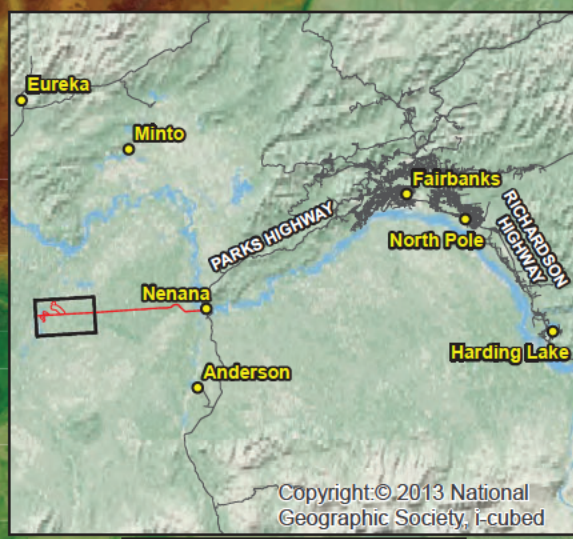 Eureka
Minto
Fairbanks
PARKS HIGHWAY
North Pole
RICHARDSON
HIGHWAY
Nenana
Harding Lake
Anderson
Copyright:© 2013 National
Geographic Society, i-cubed